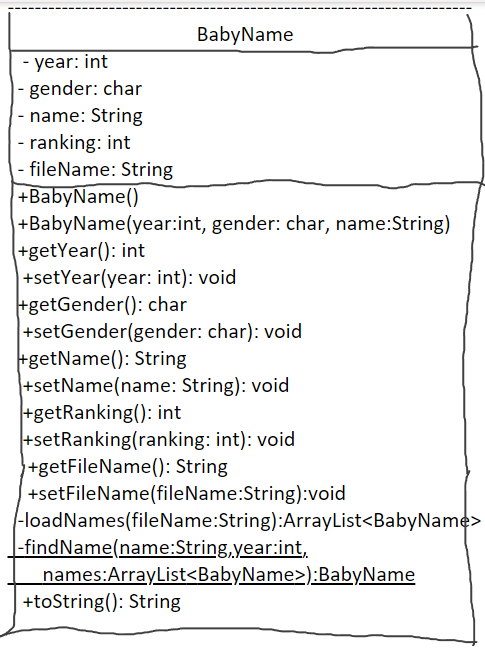 BabyName
- year: int
- gender: char
- name: String
- ranking: int
- fileName: String
+BabyName()
+BabyName(year:int, gender: char, name:String)
+getYear(): int
+setYear(year: int): void
+getGender(): char
+setGender(gender: char): void
+getName(): String
+setName(name: String): void
+getRanking(): int
+setRanking(ranking: int): void
+getFileName(): String
+setFileName(fileName:String):void
-loadNames(fileName:String):ArrayList<BabyName>
-findName(name:String,year:int,
names:ArrayList<BabyName>):BabyName
+toString(): String